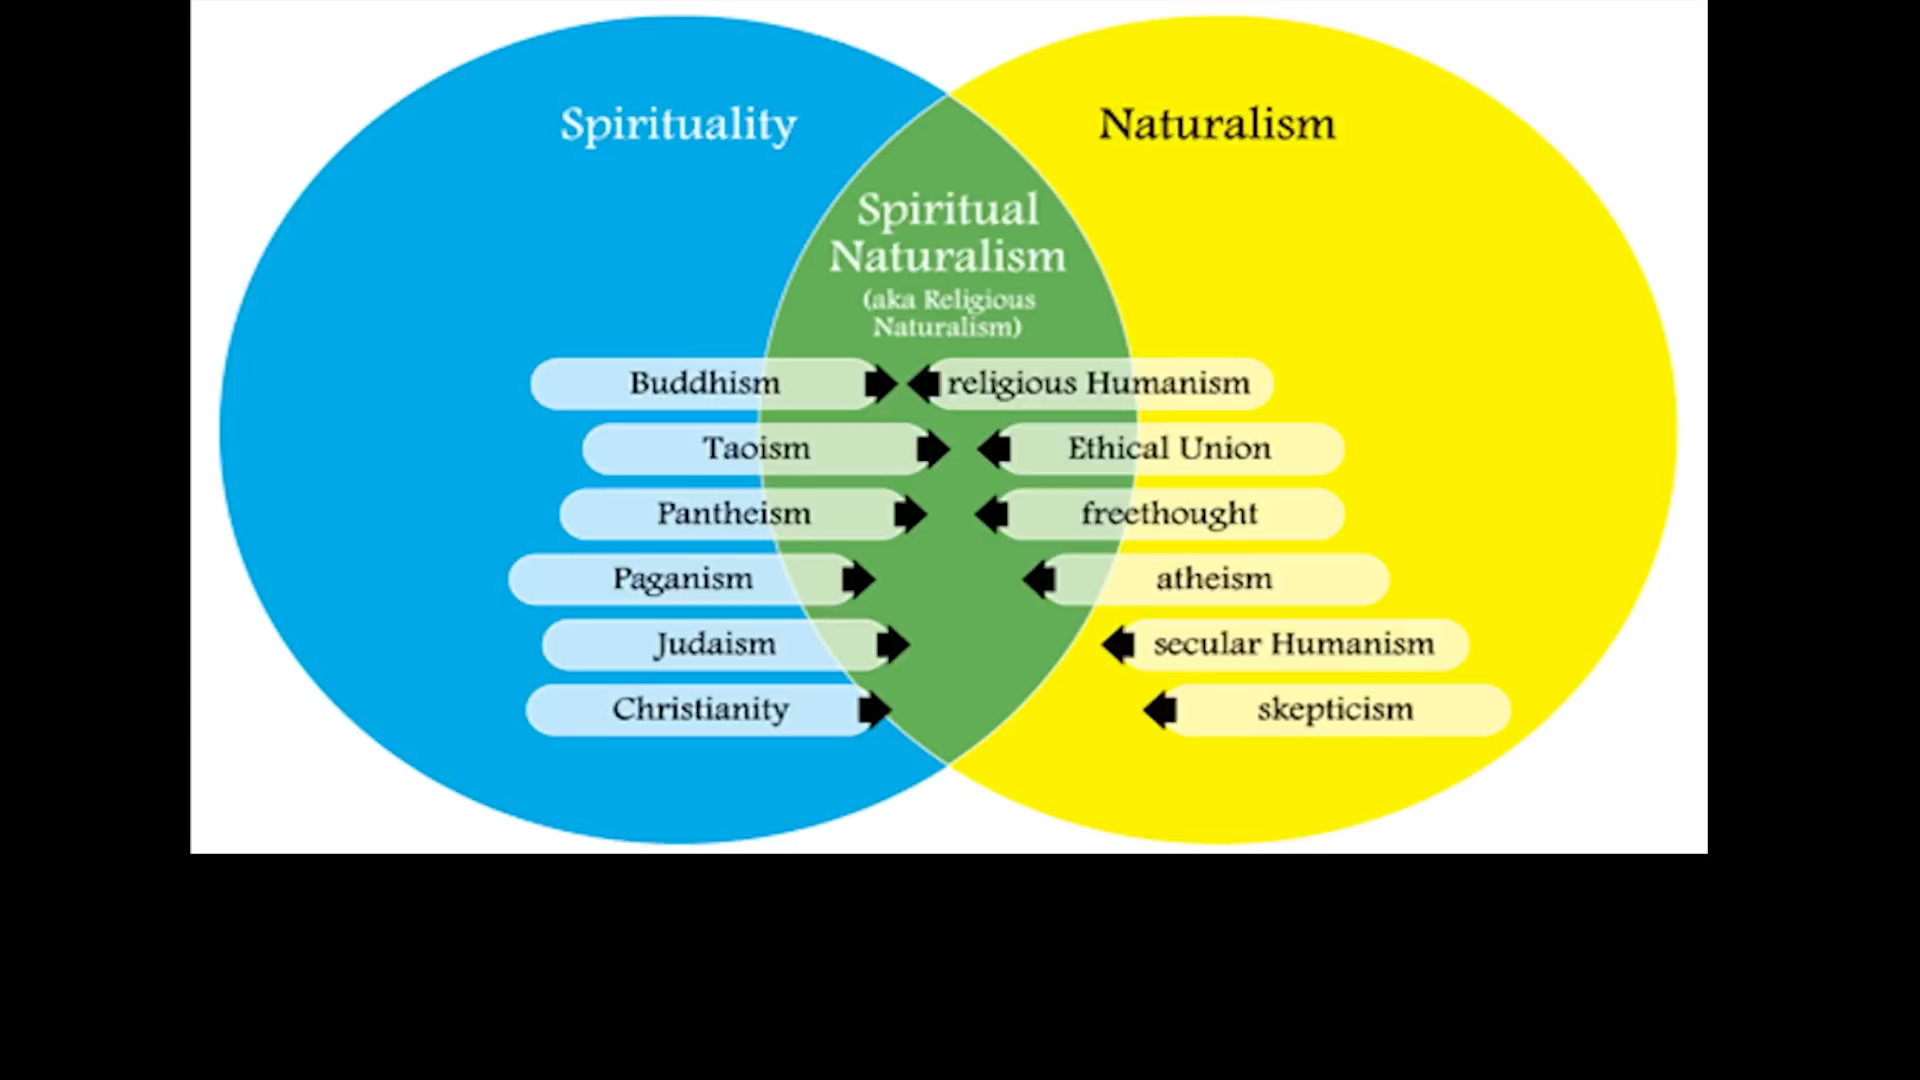 Spirituality
Naturalism
Spiritual
Naturalism
(aka Religious
Naturalism)
Buddhism
religious Humanism
Taoism
Ethical Union
Pantheism
freethought
Paganism
atheism
Judaism
secular Humanism
Christianity
skepticism